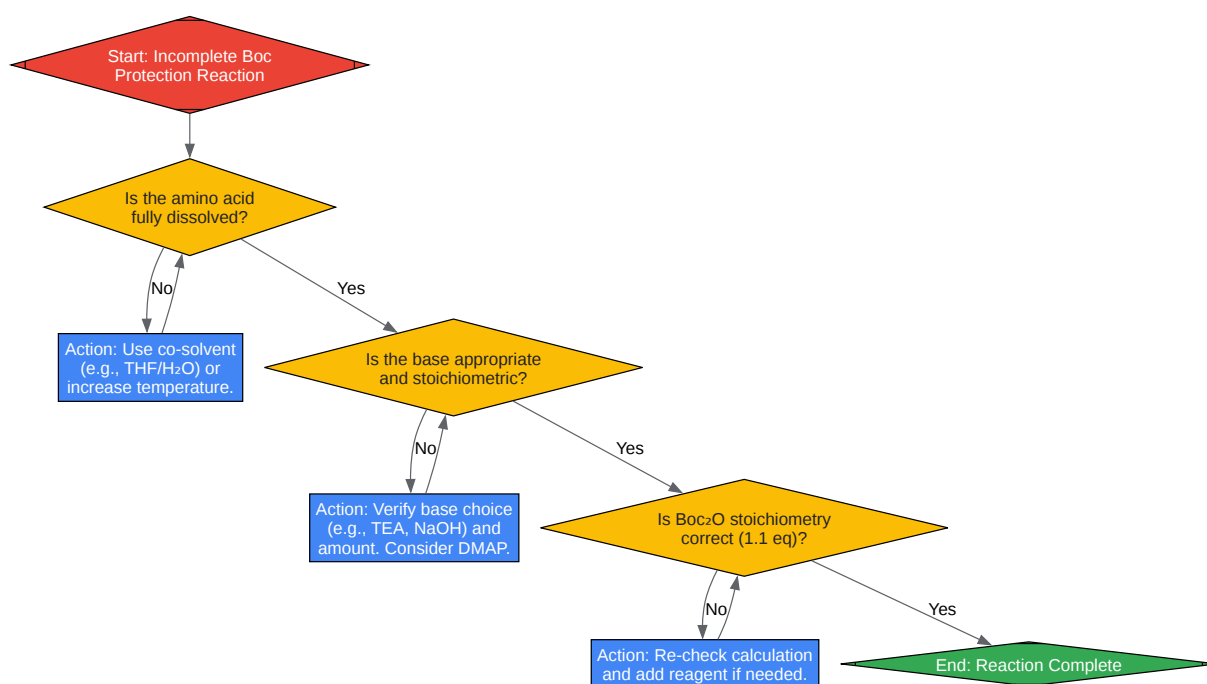 Start: Incomplete Boc
Protection Reaction
Is the amino acid
fully dissolved?
No
Yes
Action: Use co-solvent
(e.g., THF/H₂O) or
increase temperature.
Is the base appropriate
and stoichiometric?
No
Yes
Action: Verify base choice
(e.g., TEA, NaOH) and
amount. Consider DMAP.
Is Boc₂O stoichiometry
correct (1.1 eq)?
No
Yes
Action: Re-check calculation
and add reagent if needed.
End: Reaction Complete